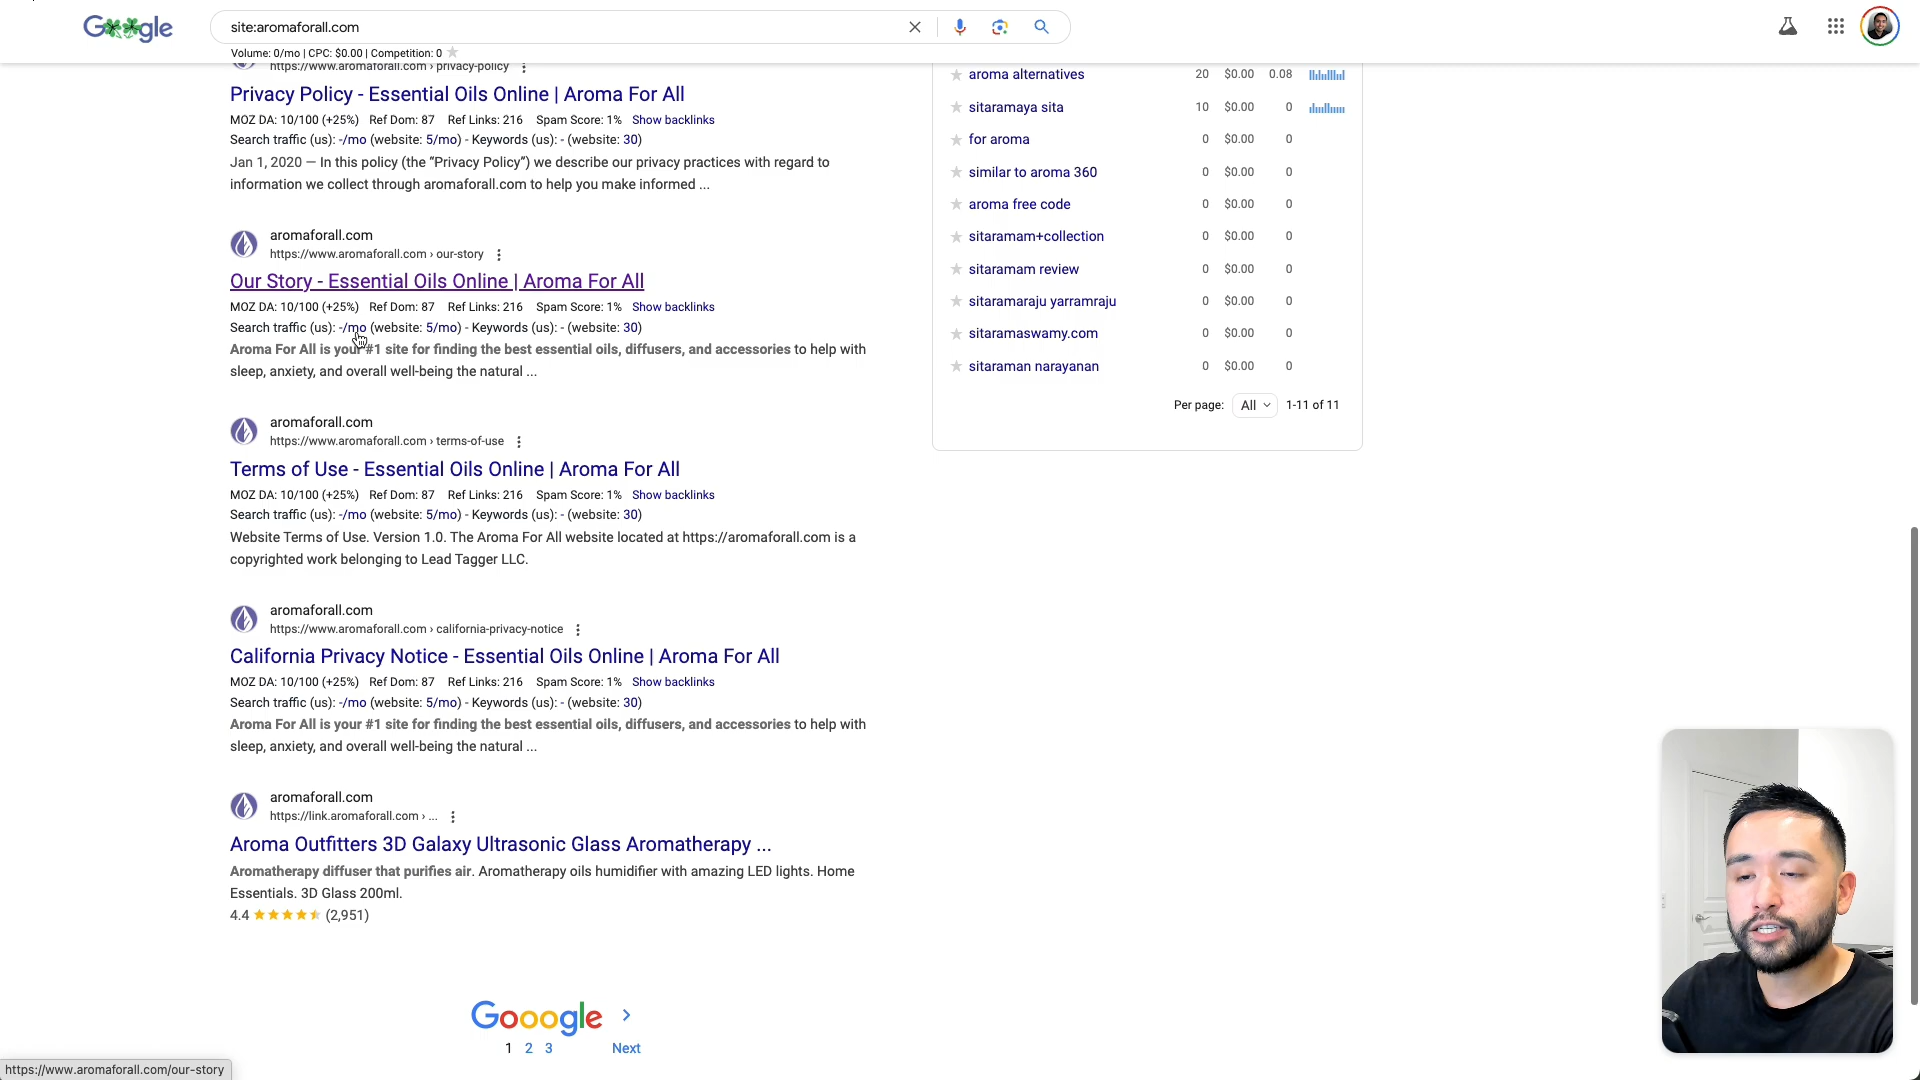 Google
site:aromaforall.com
Volume: 0/mo | CPC: $0.00 | Competition: 0
https://www.aromaforall.com › privacy-policy
Privacy Policy - Essential Oils Online | Aroma For All
MOZ DA: 10/100 (+25%) Ref Dom: 87 Ref Links: 216 Spam Score: 1% Show backlinks
Search traffic (us): -/mo (website: 5/mo) - Keywords (us): - (website: 30)
Jan 1, 2020 — In this policy (the “Privacy Policy”) we describe our privacy practices with regard to
information we collect through aromaforall.com to help you make informed ...
aromaforall.com
https://www.aromaforall.com › our-story
Our Story - Essential Oils Online | Aroma For All
MOZ DA: 10/100 (+25%) Ref Dom: 87 Ref Links: 216 Spam Score: 1% Show backlinks
Search traffic (us): -/mo (website: 5/mo) - Keywords (us): - (website: 30)
Aroma For All is your #1 site for finding the best essential oils, diffusers, and accessories to help with
sleep, anxiety, and overall well-being the natural ...
aromaforall.com
https://www.aromaforall.com › terms-of-use
Terms of Use - Essential Oils Online | Aroma For All
MOZ DA: 10/100 (+25%) Ref Dom: 87 Ref Links: 216 Spam Score: 1% Show backlinks
Search traffic (us): -/mo (website: 5/mo) - Keywords (us): - (website: 30)
Website Terms of Use. Version 1.0. The Aroma For All website located at https://aromaforall.com is a
copyrighted work belonging to Lead Tagger LLC.
aromaforall.com
https://www.aromaforall.com › california-privacy-notice
California Privacy Notice - Essential Oils Online | Aroma For All
MOZ DA: 10/100 (+25%) Ref Dom: 87 Ref Links: 216 Spam Score: 1% Show backlinks
Search traffic (us): -/mo (website: 5/mo) - Keywords (us): - (website: 30)
Aroma For All is your #1 site for finding the best essential oils, diffusers, and accessories to help with
sleep, anxiety, and overall well-being the natural ...
aromaforall.com
https://link.aromaforall.com › ...
Aroma Outfitters 3D Galaxy Ultrasonic Glass Aromatherapy ...
Aromatherapy diffuser that purifies air. Aromatherapy oils humidifier with amazing LED lights. Home
Essentials. 3D Glass 200ml.
4.4 (2,951)
Gooogle
1 2 3 Next
aroma alternatives 20 $0.00 0.08
sitaramaya sita 10 $0.00 0
for aroma 0 $0.00 0
similar to aroma 360 0 $0.00 0
aroma free code 0 $0.00 0
sitaramam+collection 0 $0.00 0
sitaramam review 0 $0.00 0
sitaramaraju yarramraju 0 $0.00 0
sitaramaswamy.com 0 $0.00 0
sitaraman narayanan 0 $0.00 0
Per page: All 1-11 of 11
https://www.aromaforall.com/our-story